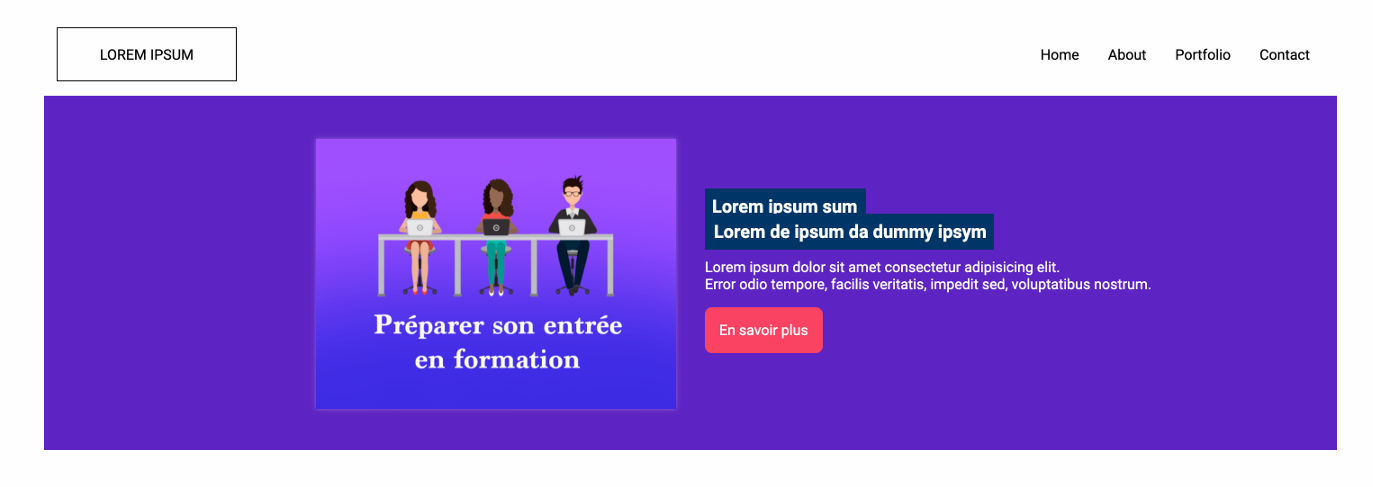 LOREM IPSUM
Home About Portfolio Contact
Préparer son entrée
en formation
Lorem ipsum sum
Lorem de ipsum da dummy ipsym
Lorem ipsum dolor sit amet consectetur adipisicing elit.
Error odio tempore, facilis veritatis, impedit sed, voluptatibus nostrum.
En savoir plus